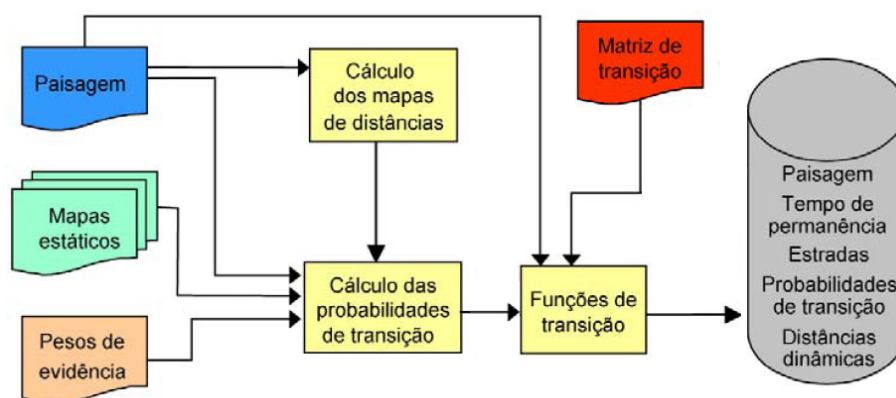 Paisagem
Cálculo
dos mapas
de distâncias
Matriz de
transição
Mapas
estáticos
Cálculo das
probabilidades
de transição
Funções de
transição
Pesos de
evidência
Paisagem
Tempo de
permanência
Estradas
Probabilidades
de transição
Distâncias
dinâmicas